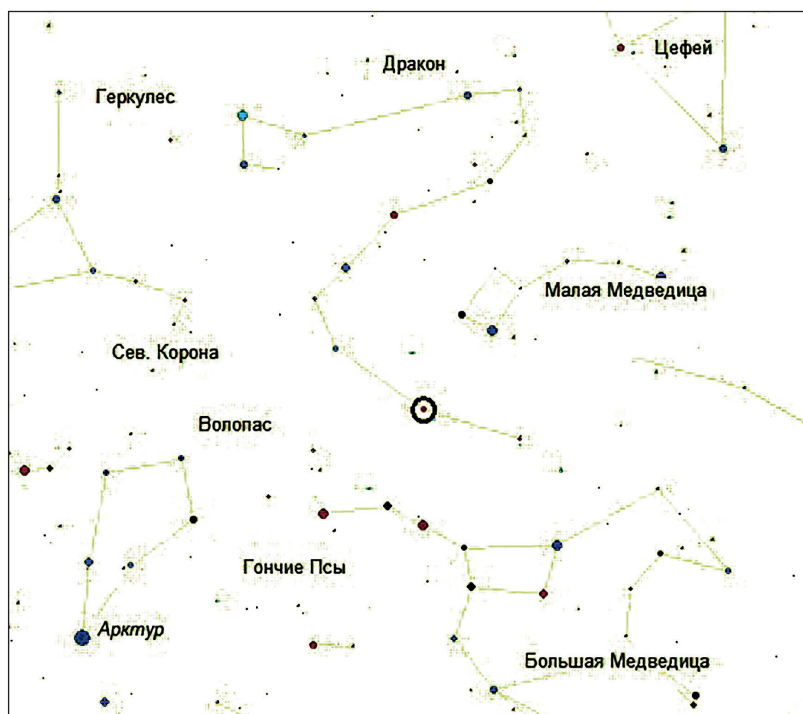 Цефей
Дракон
Геркулес
Малая Медведица
Сев. Корона
Волопас
Гончие Псы
Арктур
Большая Медведица